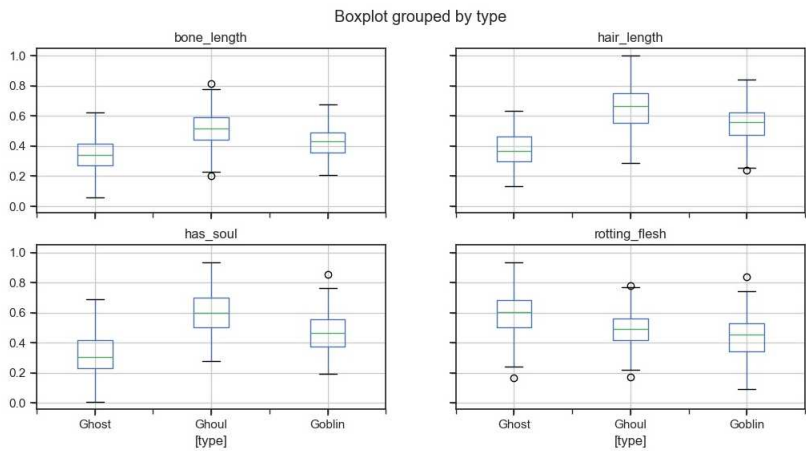 Boxplot grouped by type
bone_length
hair_length
1.0
0.8
0.6
0.4
0.2
0.0
has_soul
rotting_flesh
1.0
0.8
0.6
0.4
0.2
0.0
Ghost Ghoul Goblin
[type]
Ghost Ghoul Goblin
[type]